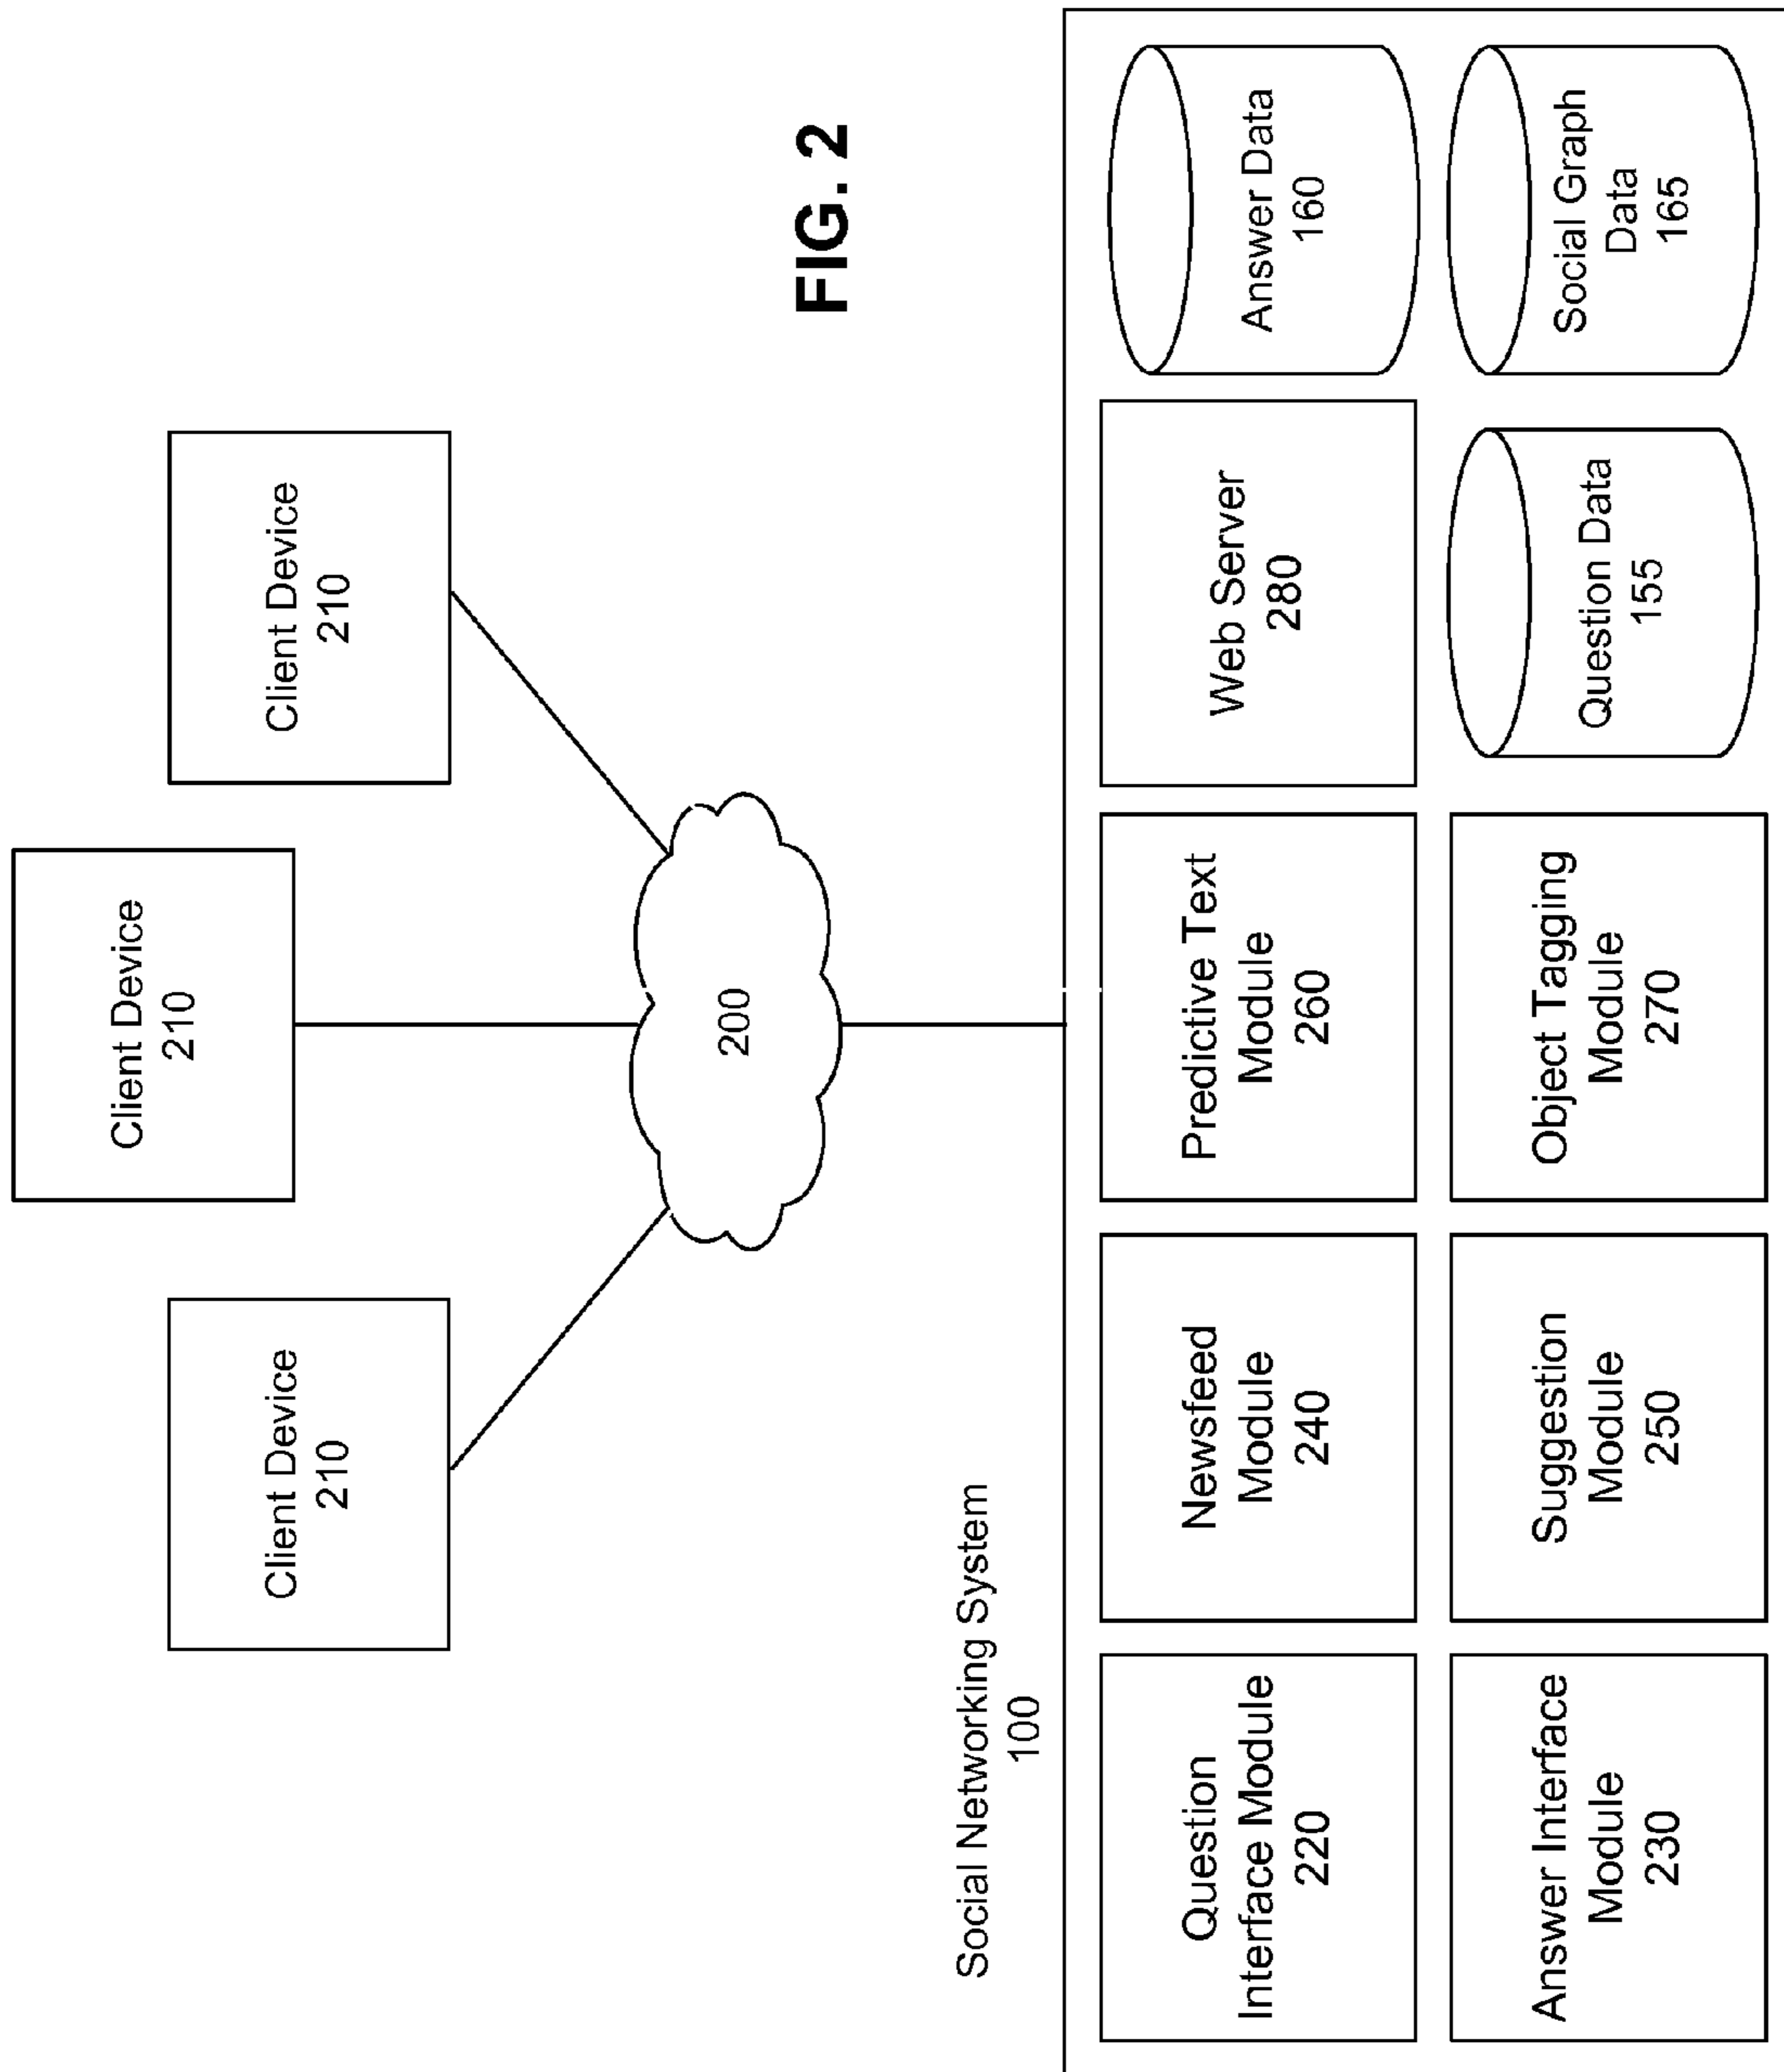 Client Device
210
Client Device
210
Client Device
210
200
FIG. 2
Social Networking System
100
Question
Interface Module
220
Newsfeed
Module
240
Predictive Text
Module
260
Web Server
280
Answer Data
160
Answer Interface
Module
230
Suggestion
Module
250
Object Tagging
Module
270
Question Data
155
Social Graph
Data
165